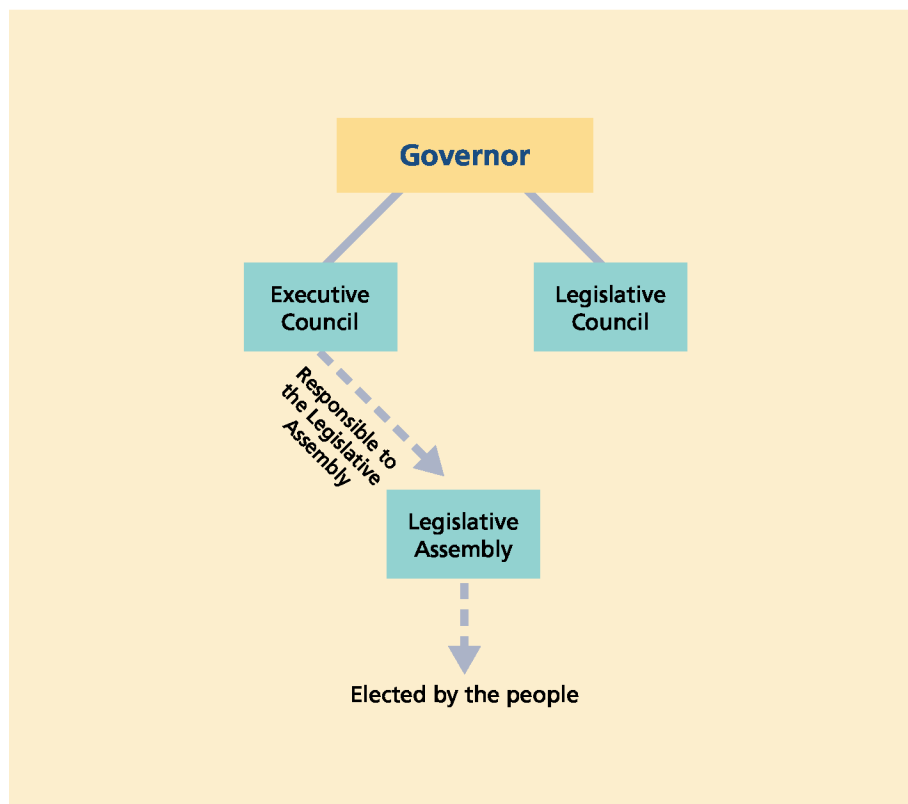 Governor
Executive
Council
Legislative
Council
Responsible to
the Legislative
Assembly
Legislative
Assembly
Elected by the people